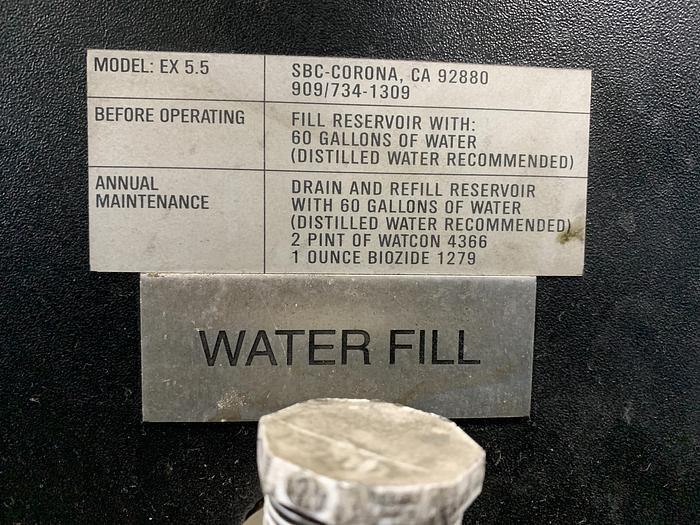 MODEL: EX 5.5
SBC-CORONA, CA 92880
909/734-1309
BEFORE OPERATING
FILL RESERVOIR WITH:
60 GALLONS OF WATER
(DISTILLED WATER RECOMMENDED)
ANNUAL
MAINTENANCE
DRAIN AND REFILL RESERVOIR
WITH 60 GALLONS OF WATER
(DISTILLED WATER RECOMMENDED)
2 PINT OF WATCON 4366
1 OUNCE BIOZIDE 1279
WATER FILL